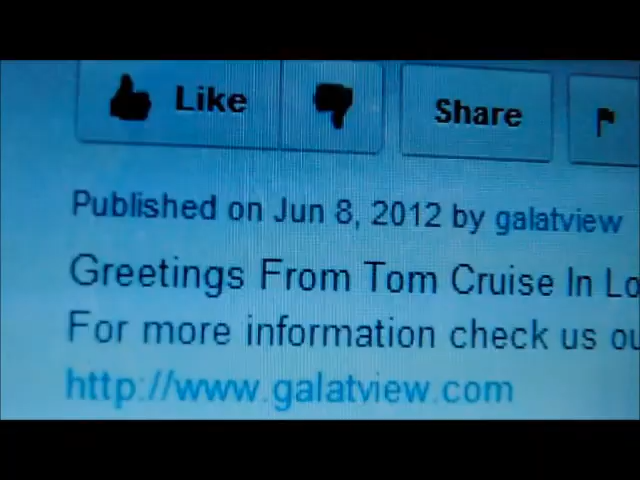 Like Share
Published on Jun 8, 2012 by galatview
Greetings From Tom Cruise In
For more information check us
http://www.galatview.com